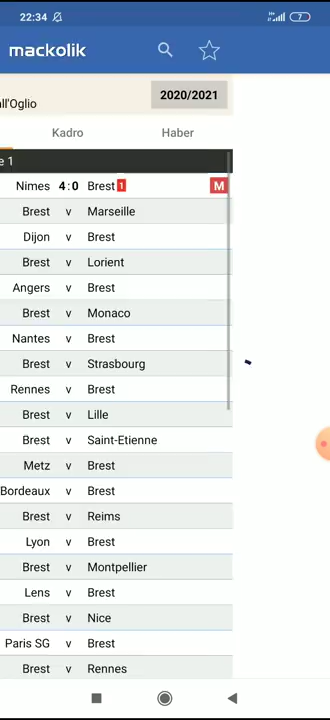 22:34 7
mackolik
all'Oglio 2020/2021
Kadro Haber
e 1
Nimes 4:0 Brest 1 M
Brest v Marseille
Dijon v Brest
Brest v Lorient
Angers v Brest
Brest v Monaco
Nantes v Brest
Brest v Strasbourg
Rennes v Brest
Brest v Lille
Brest v Saint-Etienne
Metz v Brest
Bordeaux v Brest
Brest v Reims
Lyon v Brest
Brest v Montpellier
Lens v Brest
Brest v Nice
Paris SG v Brest
Brest v Rennes